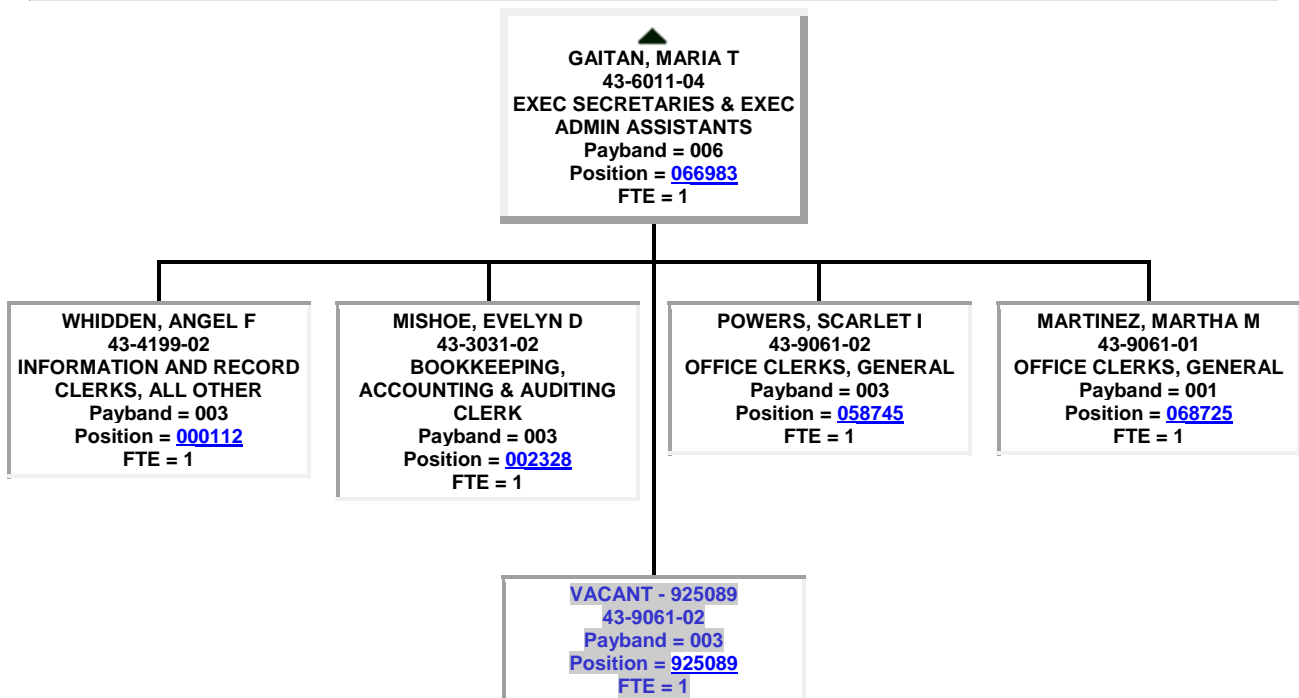 GAITAN, MARIA T
43-6011-04
EXEC SECRETARIES & EXEC
ADMIN ASSISTANTS
Payband = 006
Position = 066983
FTE = 1
WHIDDEN, ANGEL F
43-4199-02
INFORMATION AND RECORD
CLERKS, ALL OTHER
Payband = 003
Position = 000112
FTE = 1
MISHOE, EVELYN D
43-3031-02
BOOKKEEPING,
ACCOUNTING & AUDITING
CLERK
Payband = 003
Position = 002328
FTE = 1
POWERS, SCARLET I
43-9061-02
OFFICE CLERKS, GENERAL
Payband = 003
Position = 058745
FTE = 1
MARTINEZ, MARTHA M
43-9061-01
OFFICE CLERKS, GENERAL
Payband = 001
Position = 068725
FTE = 1
VACANT - 925089
43-9061-02
Payband = 003
Position = 925089
FTE = 1